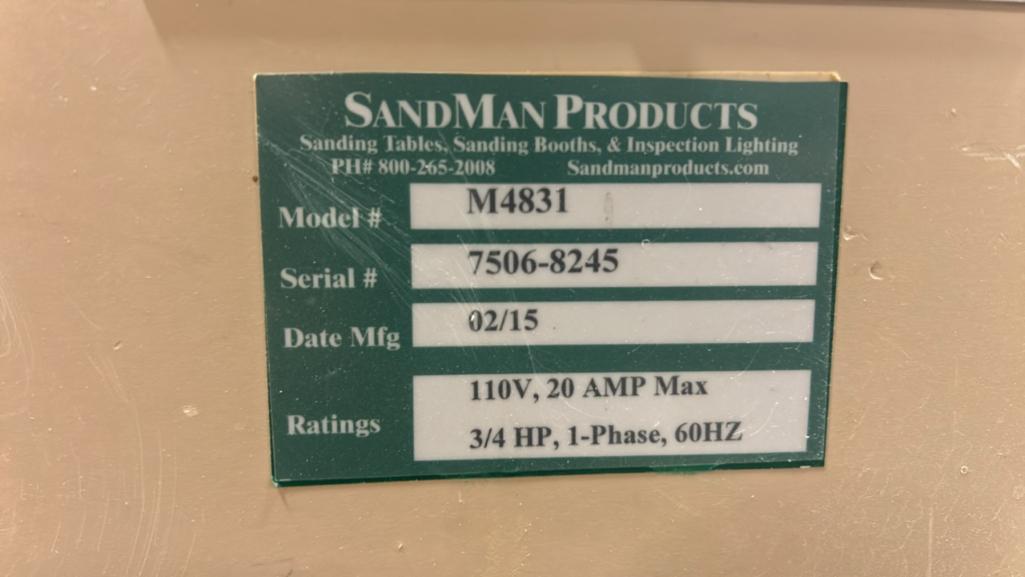 SANDMAN PRODUCTS
Sanding Tables, Sanding Booths, & Inspection Lighting
PH# 800-265-2008 Sandmanproducts.com
Model # M4831
Serial # 7506-8245
Date Mfg 02/15
Ratings 110V, 20 AMP Max
3/4 HP, 1-Phase, 60HZ